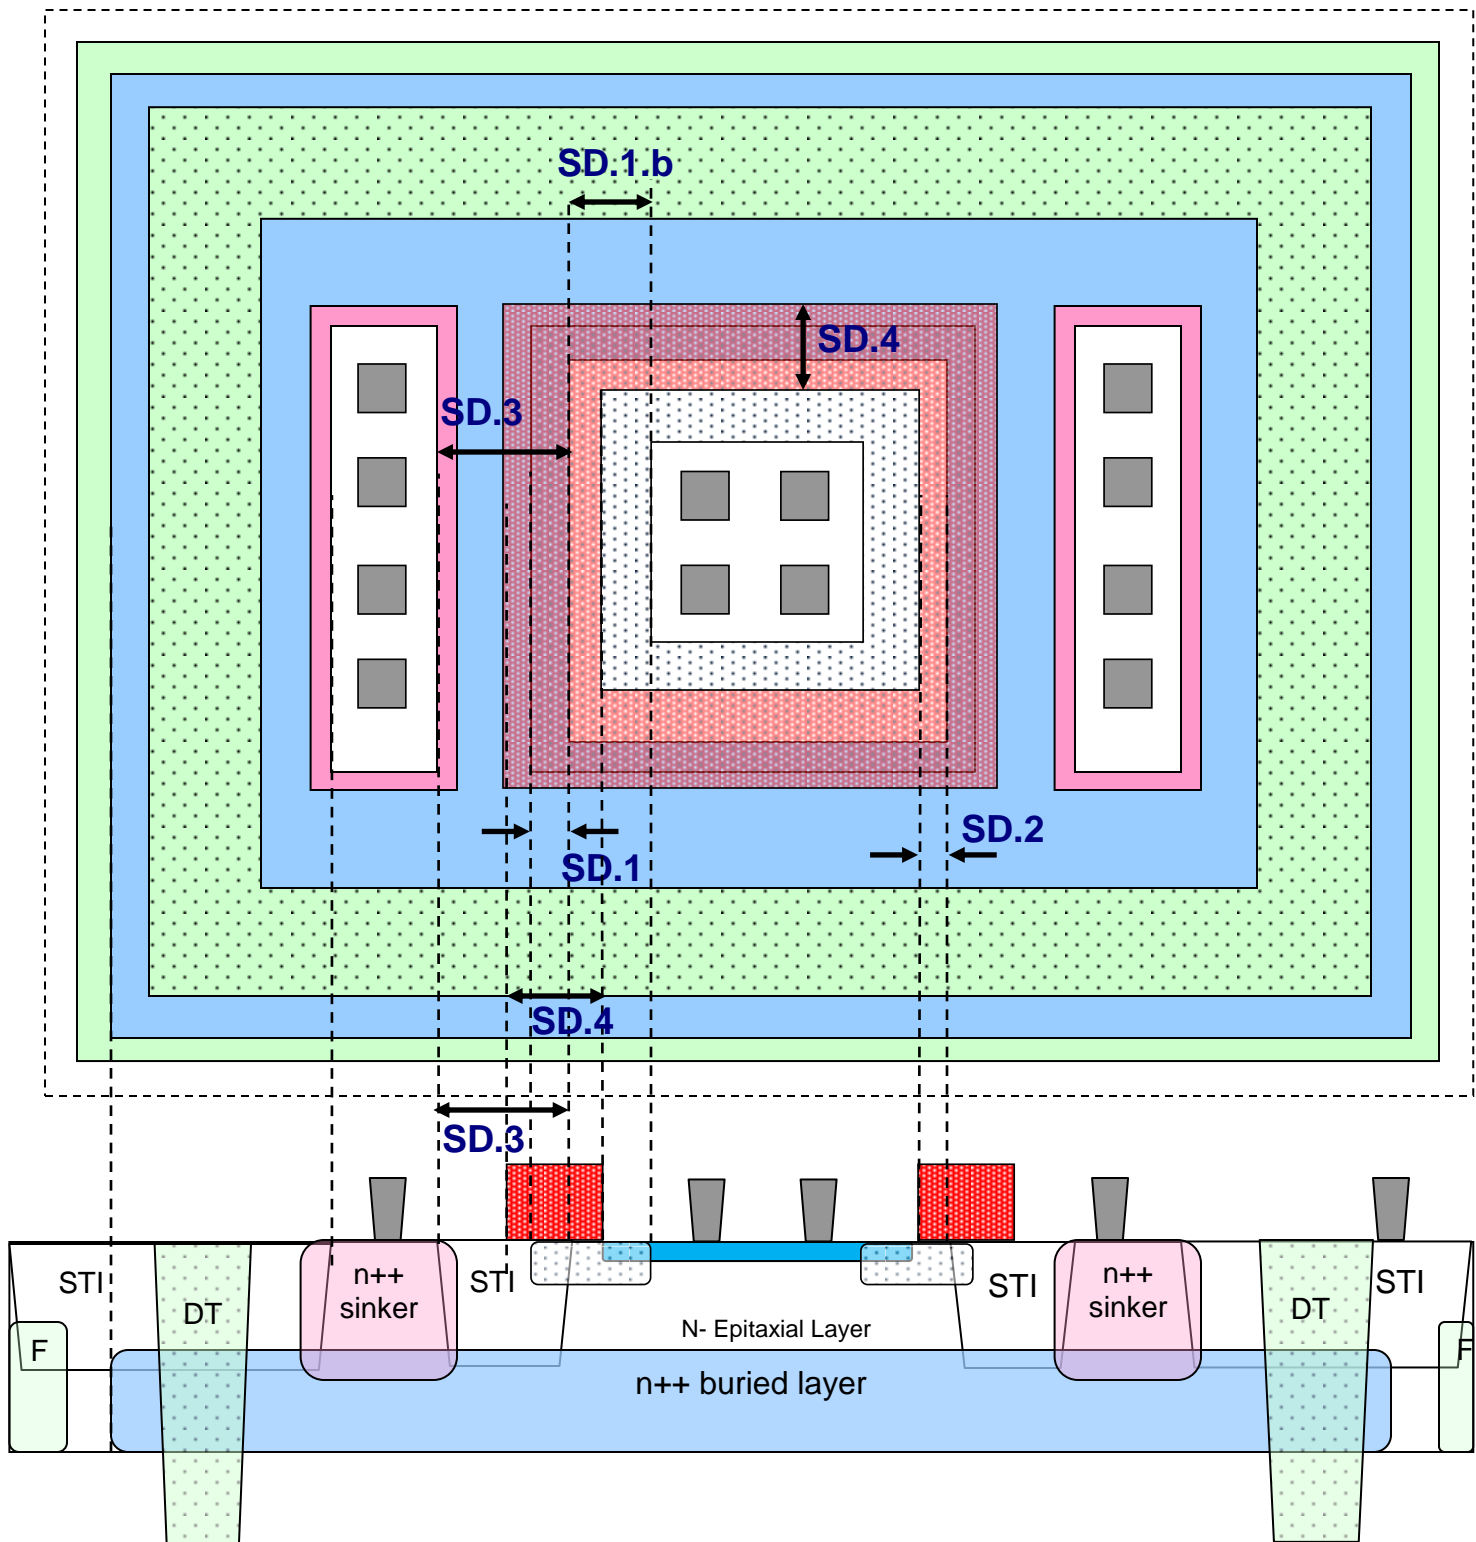 SD.1.b
SD.4
SD.3
SD.2
SD.1
SD.4
SD.3
STI
n++
sinker
STI
STI
n++
sinker
STI
DT
DT
N- Epitaxial Layer
F
F
n++ buried layer